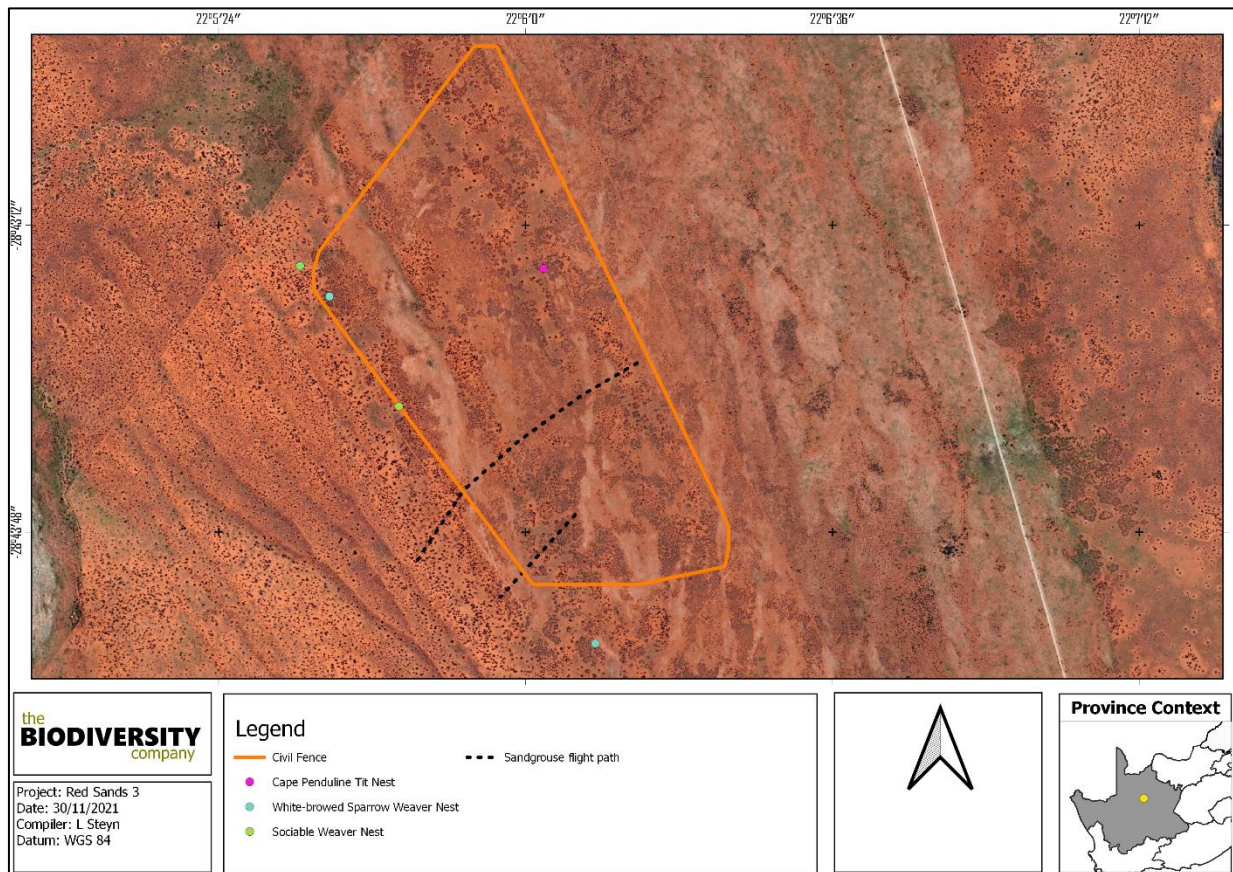 22°5′24″ 22°6′0″ 22°6′36″ 22°7′12″
-28°43′12″
-28°43′48″
the
BIODIVERSITY
company
Project: Red Sands 3
Date: 30/11/2021
Compiler: L Steyn
Datum: WGS 84
Legend
Civil Fence
Cape Penduline Tit Nest
White-browed Sparrow Weaver Nest
Sociable Weaver Nest
Sandgrouse flight path
Province Context